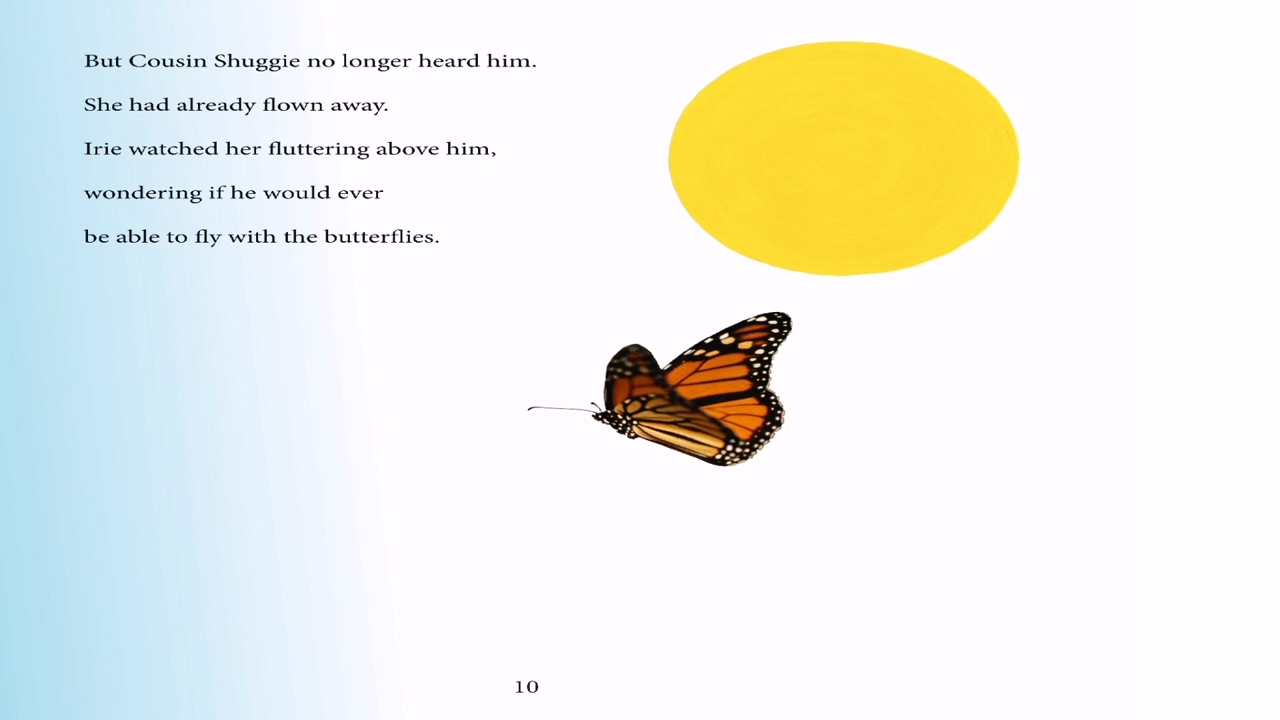 But Cousin Shuggie no longer heard him.
She had already flown away.
Irie watched her fluttering above him,
wondering if he would ever
be able to fly with the butterflies.
10